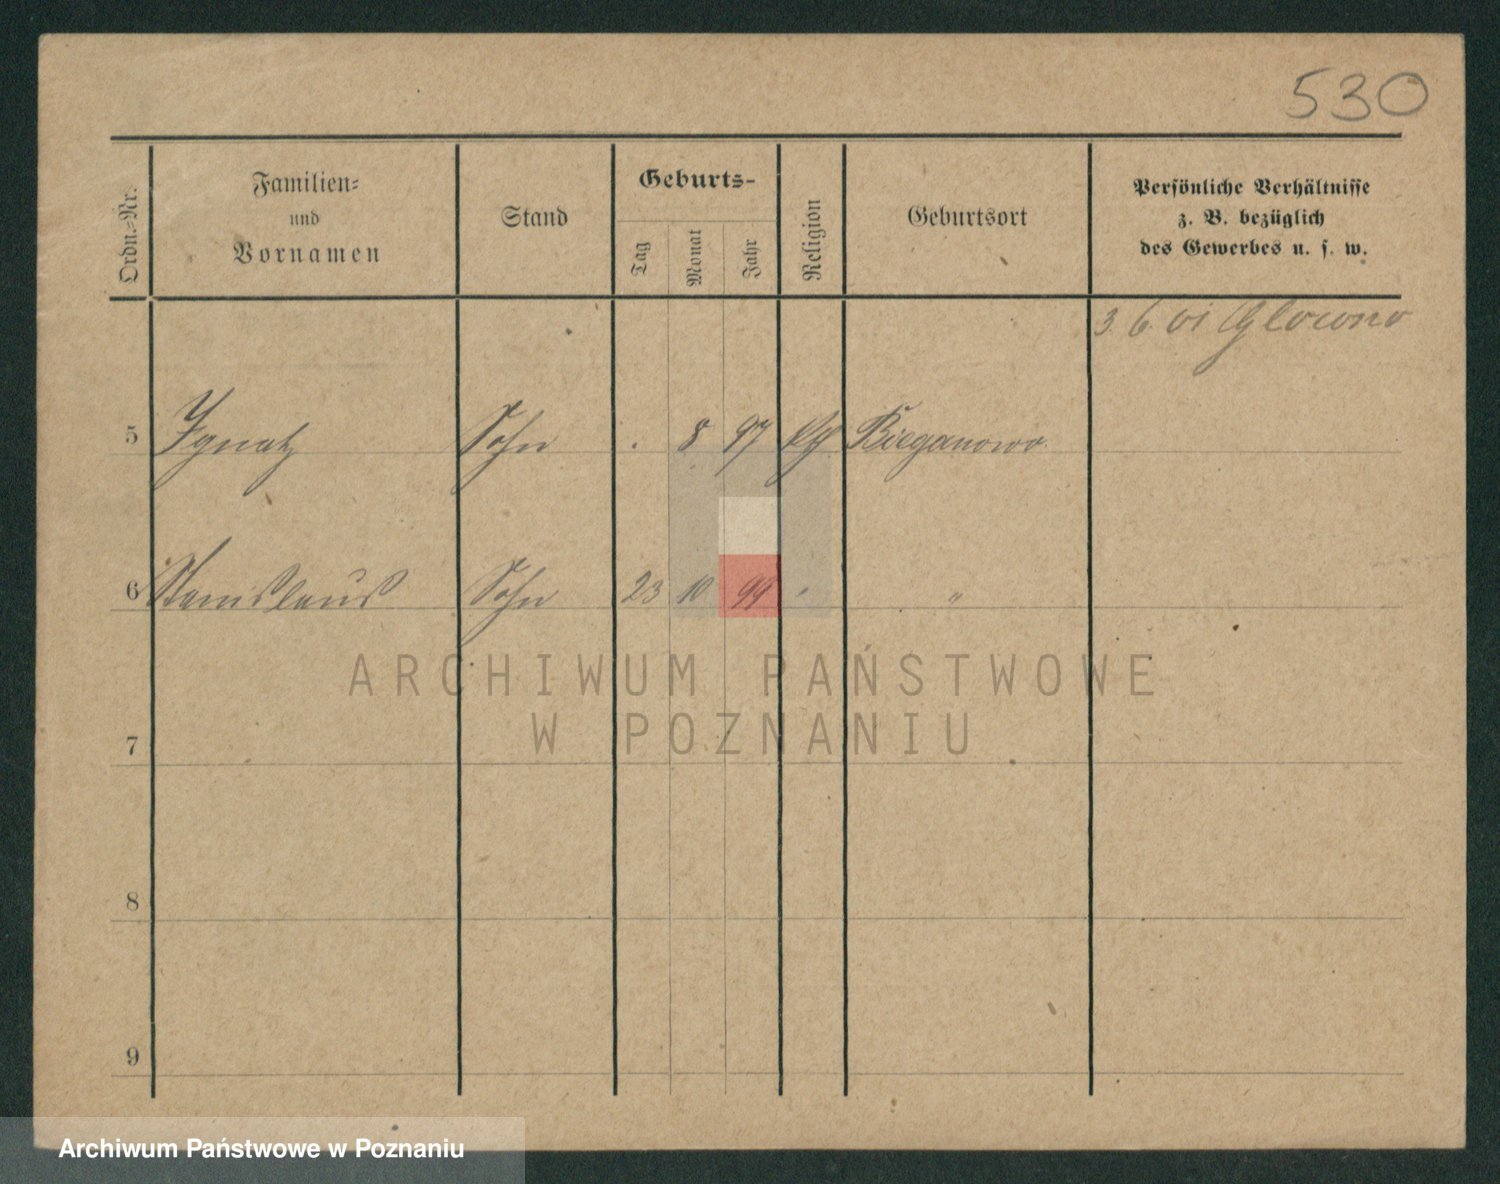 530
Ordn.-Nr.
Familien-
und
Vornamen
Stand
Geburts-
Tag
Monat
Jahr
Religion
Geburtsort
Persönliche Verhältnisse
z. B. bezüglich
des Gewerbes u. s. w.
3 6 01 Glowno
5 Ignatz Sohn . 8 97 Bieganowo.
6 Stanislaus Sohn 23 10 99 " "
ARCHIWUM PAŃSTWOWE
W POZNANIU
7
8
9
Archiwum Państwowe w Poznaniu